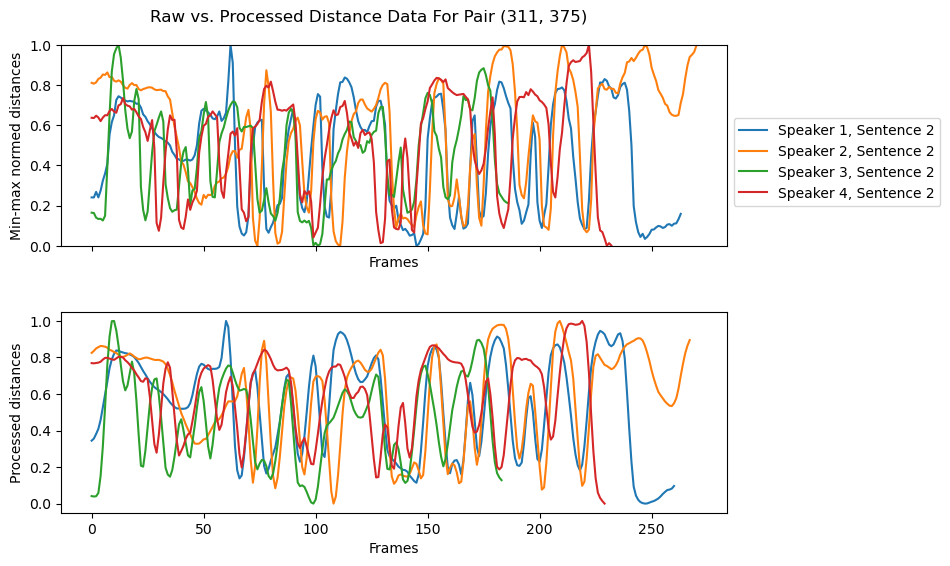 Raw vs. Processed Distance Data For Pair (311, 375)
Min-max normed distances
1.0
0.8
0.6
0.4
0.2
0.0
Frames
Speaker 1, Sentence 2
Speaker 2, Sentence 2
Speaker 3, Sentence 2
Speaker 4, Sentence 2
Processed distances
1.0
0.8
0.6
0.4
0.2
0.0
0 50 100 150 200 250
Frames